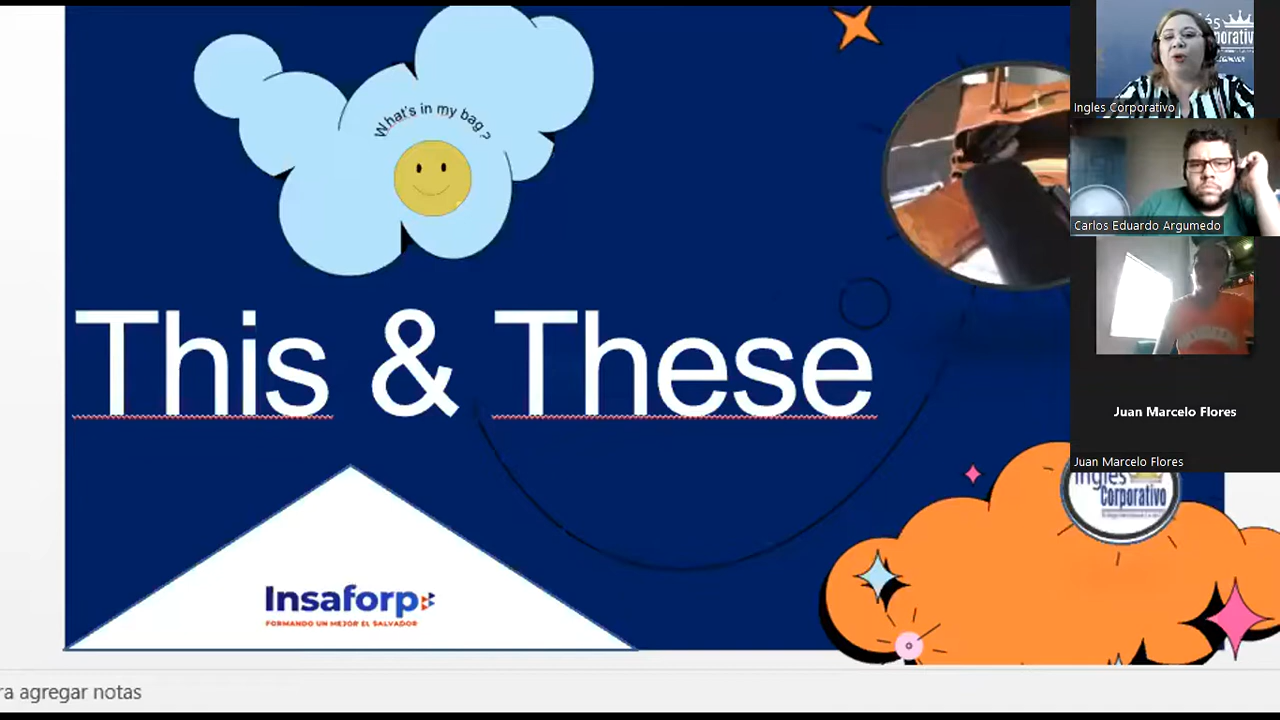 What's in my bag ?
This & These
Insaforp
FORMANDO UN MEJOR EL SALVADOR
Inglés
Corporativo
ra agregar notas
Ingles Corporativo
Carlos Eduardo Argumedo
Juan Marcelo Flores
Juan Marcelo Flores